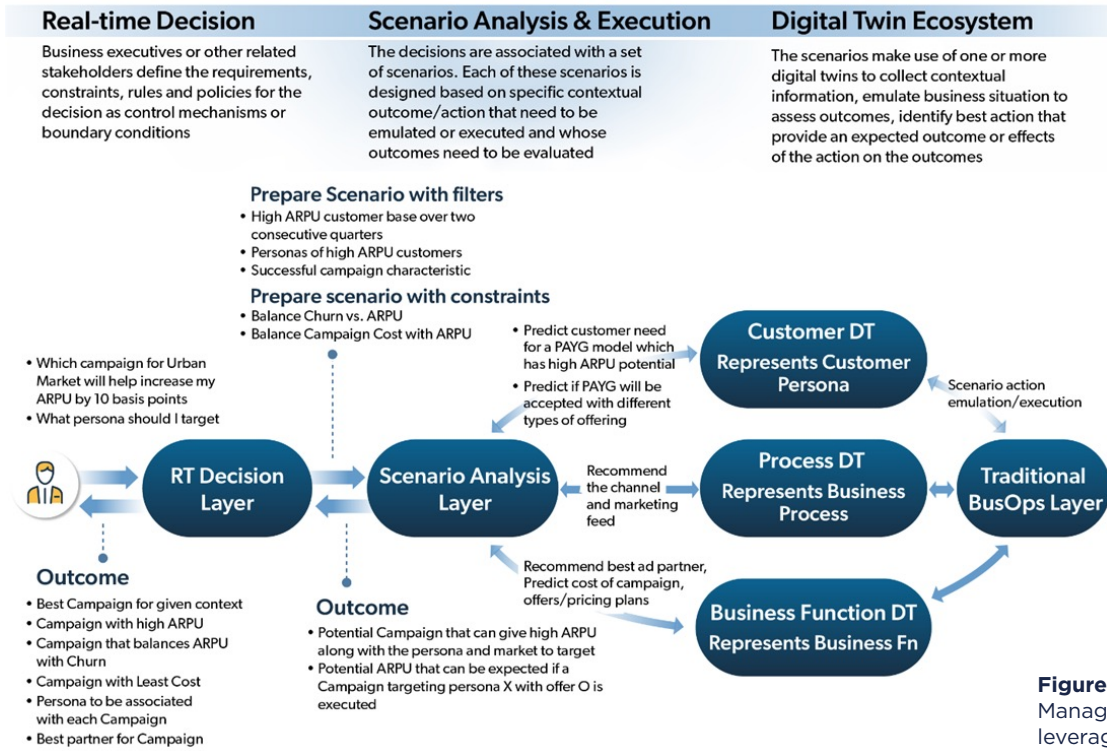 Real-time Decision
Business executives or other related
stakeholders define the requirements,
constraints, rules and policies for the
decision as control mechanisms or
boundary conditions
Scenario Analysis & Execution
The decisions are associated with a set
of scenarios. Each of these scenarios is
designed based on specific contextual
outcome/action that need to be
emulated or executed and whose
outcomes need to be evaluated
Digital Twin Ecosystem
The scenarios make use of one or more
digital twins to collect contextual
information, emulate business situation to
assess outcomes, identify best action that
provide an expected outcome or effects
of the action on the outcomes
Prepare Scenario with filters
• High ARPU customer base over two
consecutive quarters
• Personas of high ARPU customers
• Successful campaign characteristic
Prepare scenario with constraints
• Balance Churn vs. ARPU
• Balance Campaign Cost with ARPU
• Which campaign for Urban
Market will help increase my
ARPU by 10 basis points
• What persona should I target
• Predict customer need
for a PAYG model which
has high ARPU potential
• Predict if PAYG will be
accepted with different
types of offering
Customer DT
Represents Customer
Persona
Scenario action
emulation/execution
RT Decision
Layer
Scenario Analysis
Layer
Recommend
the channel
and marketing
feed
Process DT
Represents Business
Process
Traditional
BusOps Layer
Outcome
• Best Campaign for given context
• Campaign with high ARPU
• Campaign that balances ARPU
with Churn
• Campaign with Least Cost
• Persona to be associated
with each Campaign
• Best partner for Campaign
Outcome
• Potential Campaign that can give high ARPU
along with the persona and market to target
• Potential ARPU that can be expected if a
Campaign targeting persona X with offer O is
executed
Recommend best ad partner,
Predict cost of campaign,
offers/pricing plans
Business Function DT
Represents Business Fn
Figure
Manag
leverag